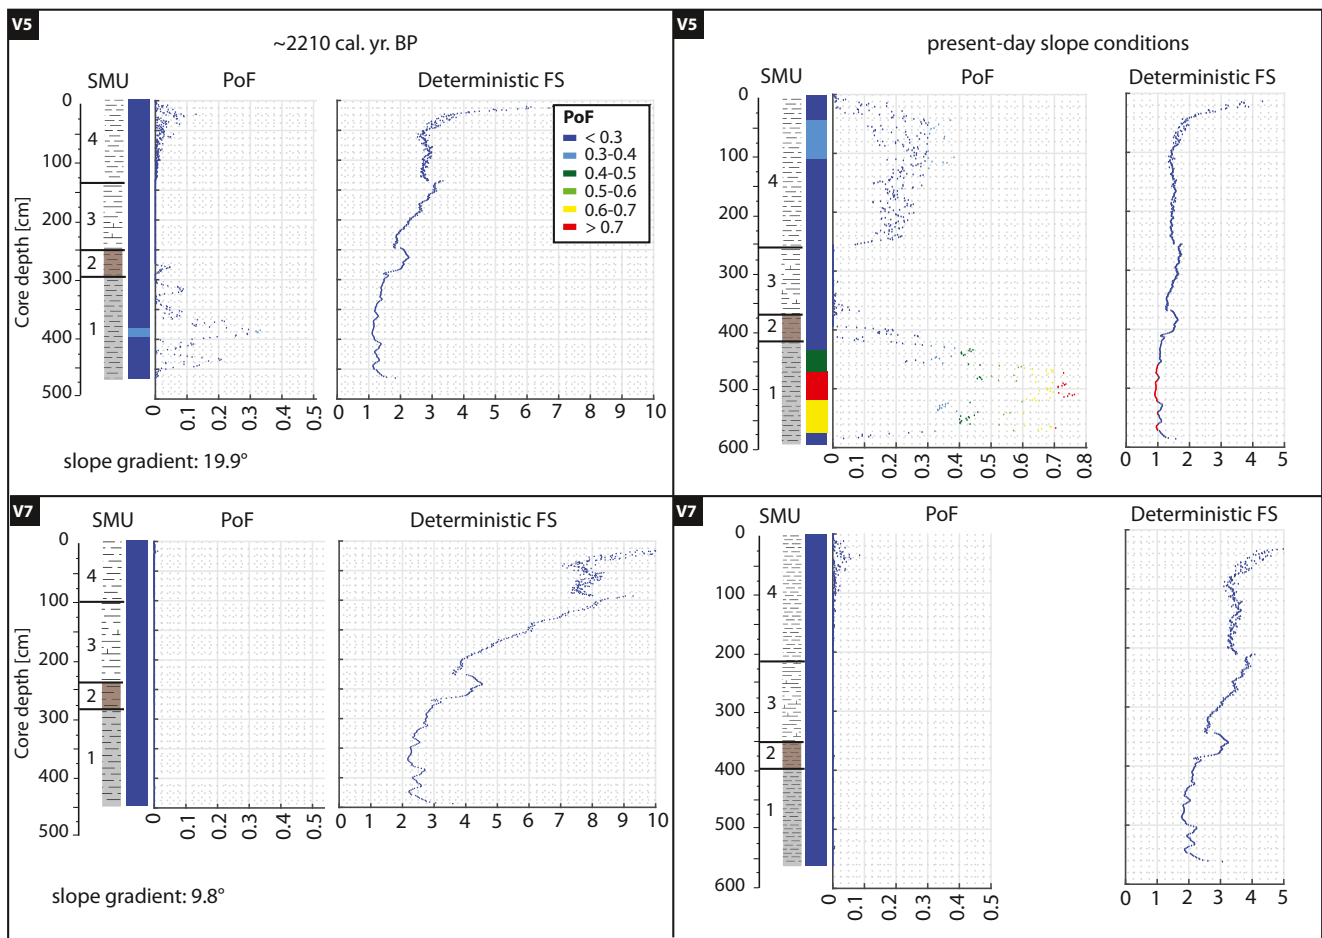 V5
~2210 cal. yr. BP
SMU PoF Deterministic FS
Core depth [cm]
0
100
200
300
400
500
4
3
2
1
0 0.1 0.2 0.3 0.4 0.5
0 1 2 3 4 5 6 7 8 9 10
PoF
< 0.3
0.3-0.4
0.4-0.5
0.5-0.6
0.6-0.7
> 0.7
slope gradient: 19.9°
V5
present-day slope conditions
SMU PoF Deterministic FS
0
100
200
300
400
500
600
4
3
2
1
0 0.1 0.2 0.3 0.4 0.5 0.6 0.7 0.8
0 1 2 3 4 5
V7
SMU PoF Deterministic FS
Core depth [cm]
0
100
200
300
400
500
4
3
2
1
0 0.1 0.2 0.3 0.4 0.5
0 1 2 3 4 5 6 7 8 9 10
slope gradient: 9.8°
V7
SMU PoF Deterministic FS
0
100
200
300
400
500
600
4
3
2
1
0 0.1 0.2 0.3 0.4 0.5
0 1 2 3 4 5